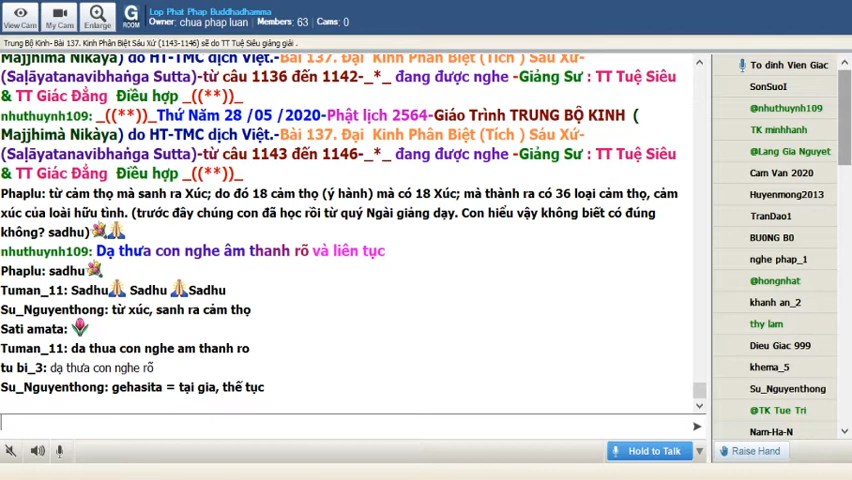 View Cam
My Cam
Enlarge
G
ROOM
Lop Phat Phap Buddhadhamma
Owner: chua phap luan Members: 63 Cams: 0
Trung Bộ Kinh- Bài 137. Kinh Phân Biệt Sáu Xứ (1143-1146) sẽ do TT Tuệ Siêu giảng giải .
Majjhimà Nikàya) do HT-TMC dịch Việt.-Bài 137. Đại Kinh Phân Biệt (Tích ) Sáu Xứ-
(Saḷāyatanavibhaṅga Sutta)-từ câu 1136 đến 1142-_*_ đang được nghe -Giảng Sư : TT Tuệ Siêu
& TT Giác Đẳng Điều hợp _((**)_
nhuthuynh109: _((**)_Thứ Năm 28 /05 /2020-Phật lịch 2564-Giáo Trình TRUNG BỘ KINH (
Majjhimà Nikàya) do HT-TMC dịch Việt.-Bài 137. Đại Kinh Phân Biệt (Tích ) Sáu Xứ-
(Saḷāyatanavibhaṅga Sutta)-từ câu 1143 đến 1146-_*_ đang được nghe -Giảng Sư : TT Tuệ Siêu
& TT Giác Đẳng Điều hợp _((**)_
Phaplu: từ cảm thọ mà sanh ra Xúc; do đó 18 cảm thọ (ý hành) mà có 18 Xúc; mà thành ra có 36 loại cảm thọ, cảm
xúc của loài hữu tình. (trước đây chúng con đã học rồi từ quý Ngài giảng dạy. Con hiểu vậy không biết có đúng
không? sadhu)
nhuthuynh109: Dạ thưa con nghe âm thanh rõ và liên tục
Phaplu: sadhu
Tuman_11: Sadhu Sadhu Sadhu
Su_Nguyenthong: từ xúc, sanh ra cảm thọ
Sati amata:
Tuman_11: da thua con nghe am thanh ro
tu bi_3: dạ thưa con nghe rõ
Su_Nguyenthong: gehasita = tại gia, thế tục
Hold to Talk
To dinh Vien Giac
SonSuoI
@nhuthuynh109
TK minhhanh
@Lang Gia Nguyet
Cam Van 2020
Huyenmong2013
TranDao1
BU0NG B0
nghe phap_1
@hongnhat
khanh an_2
thy lam
Dieu Giac 999
khema_5
Su_Nguyenthong
@TK Tue Tri
Nam-Ha-N
Raise Hand